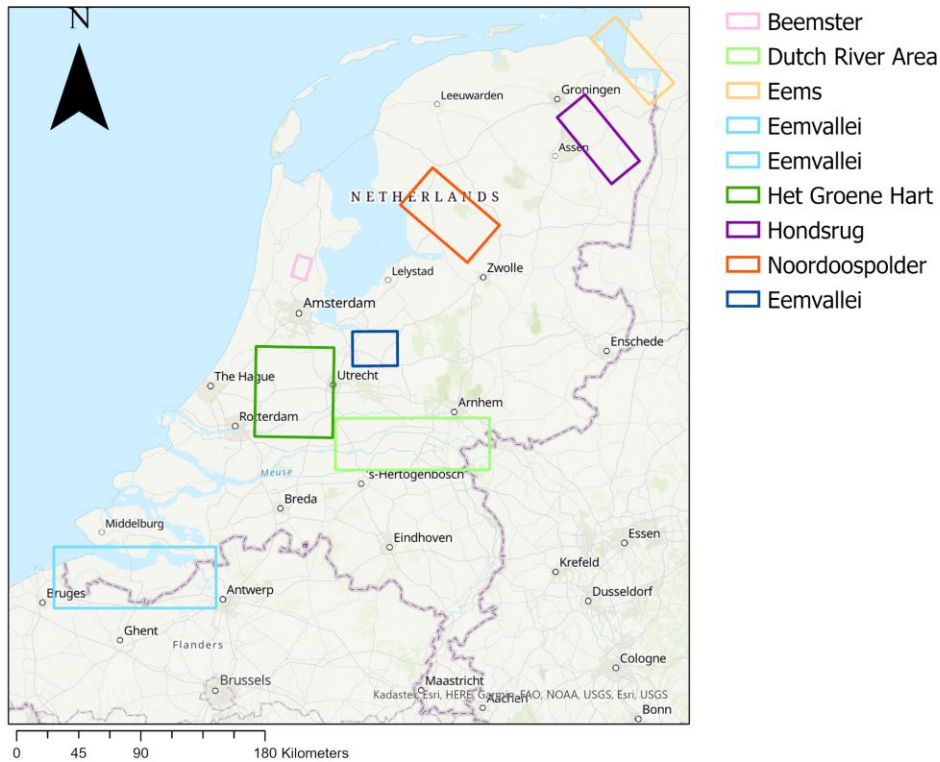 N
Beemster
Dutch River Area
Eems
Eemvallei
Eemvallei
Het Groene Hart
Hondsrug
Noordoospolder
Eemvallei
Leeuwarden
Groningen
Assen
NETHERLANDS
Lelystad
Zwolle
Amsterdam
Enschede
The Hague
Utrecht
Arnhem
Rotterdam
Meuse
's-Hertogenbosch
Breda
Middelburg
Eindhoven
Essen
Krefeld
Bruges
Antwerp
Dusseldorf
Ghent
Flanders
Cologne
Brussels
Maastricht
Kadaster, Esri, HERE, Garmin, FAO, NOAA, USGS, Esri, USGS
Aachen
Bonn
0 45 90 180 Kilometers